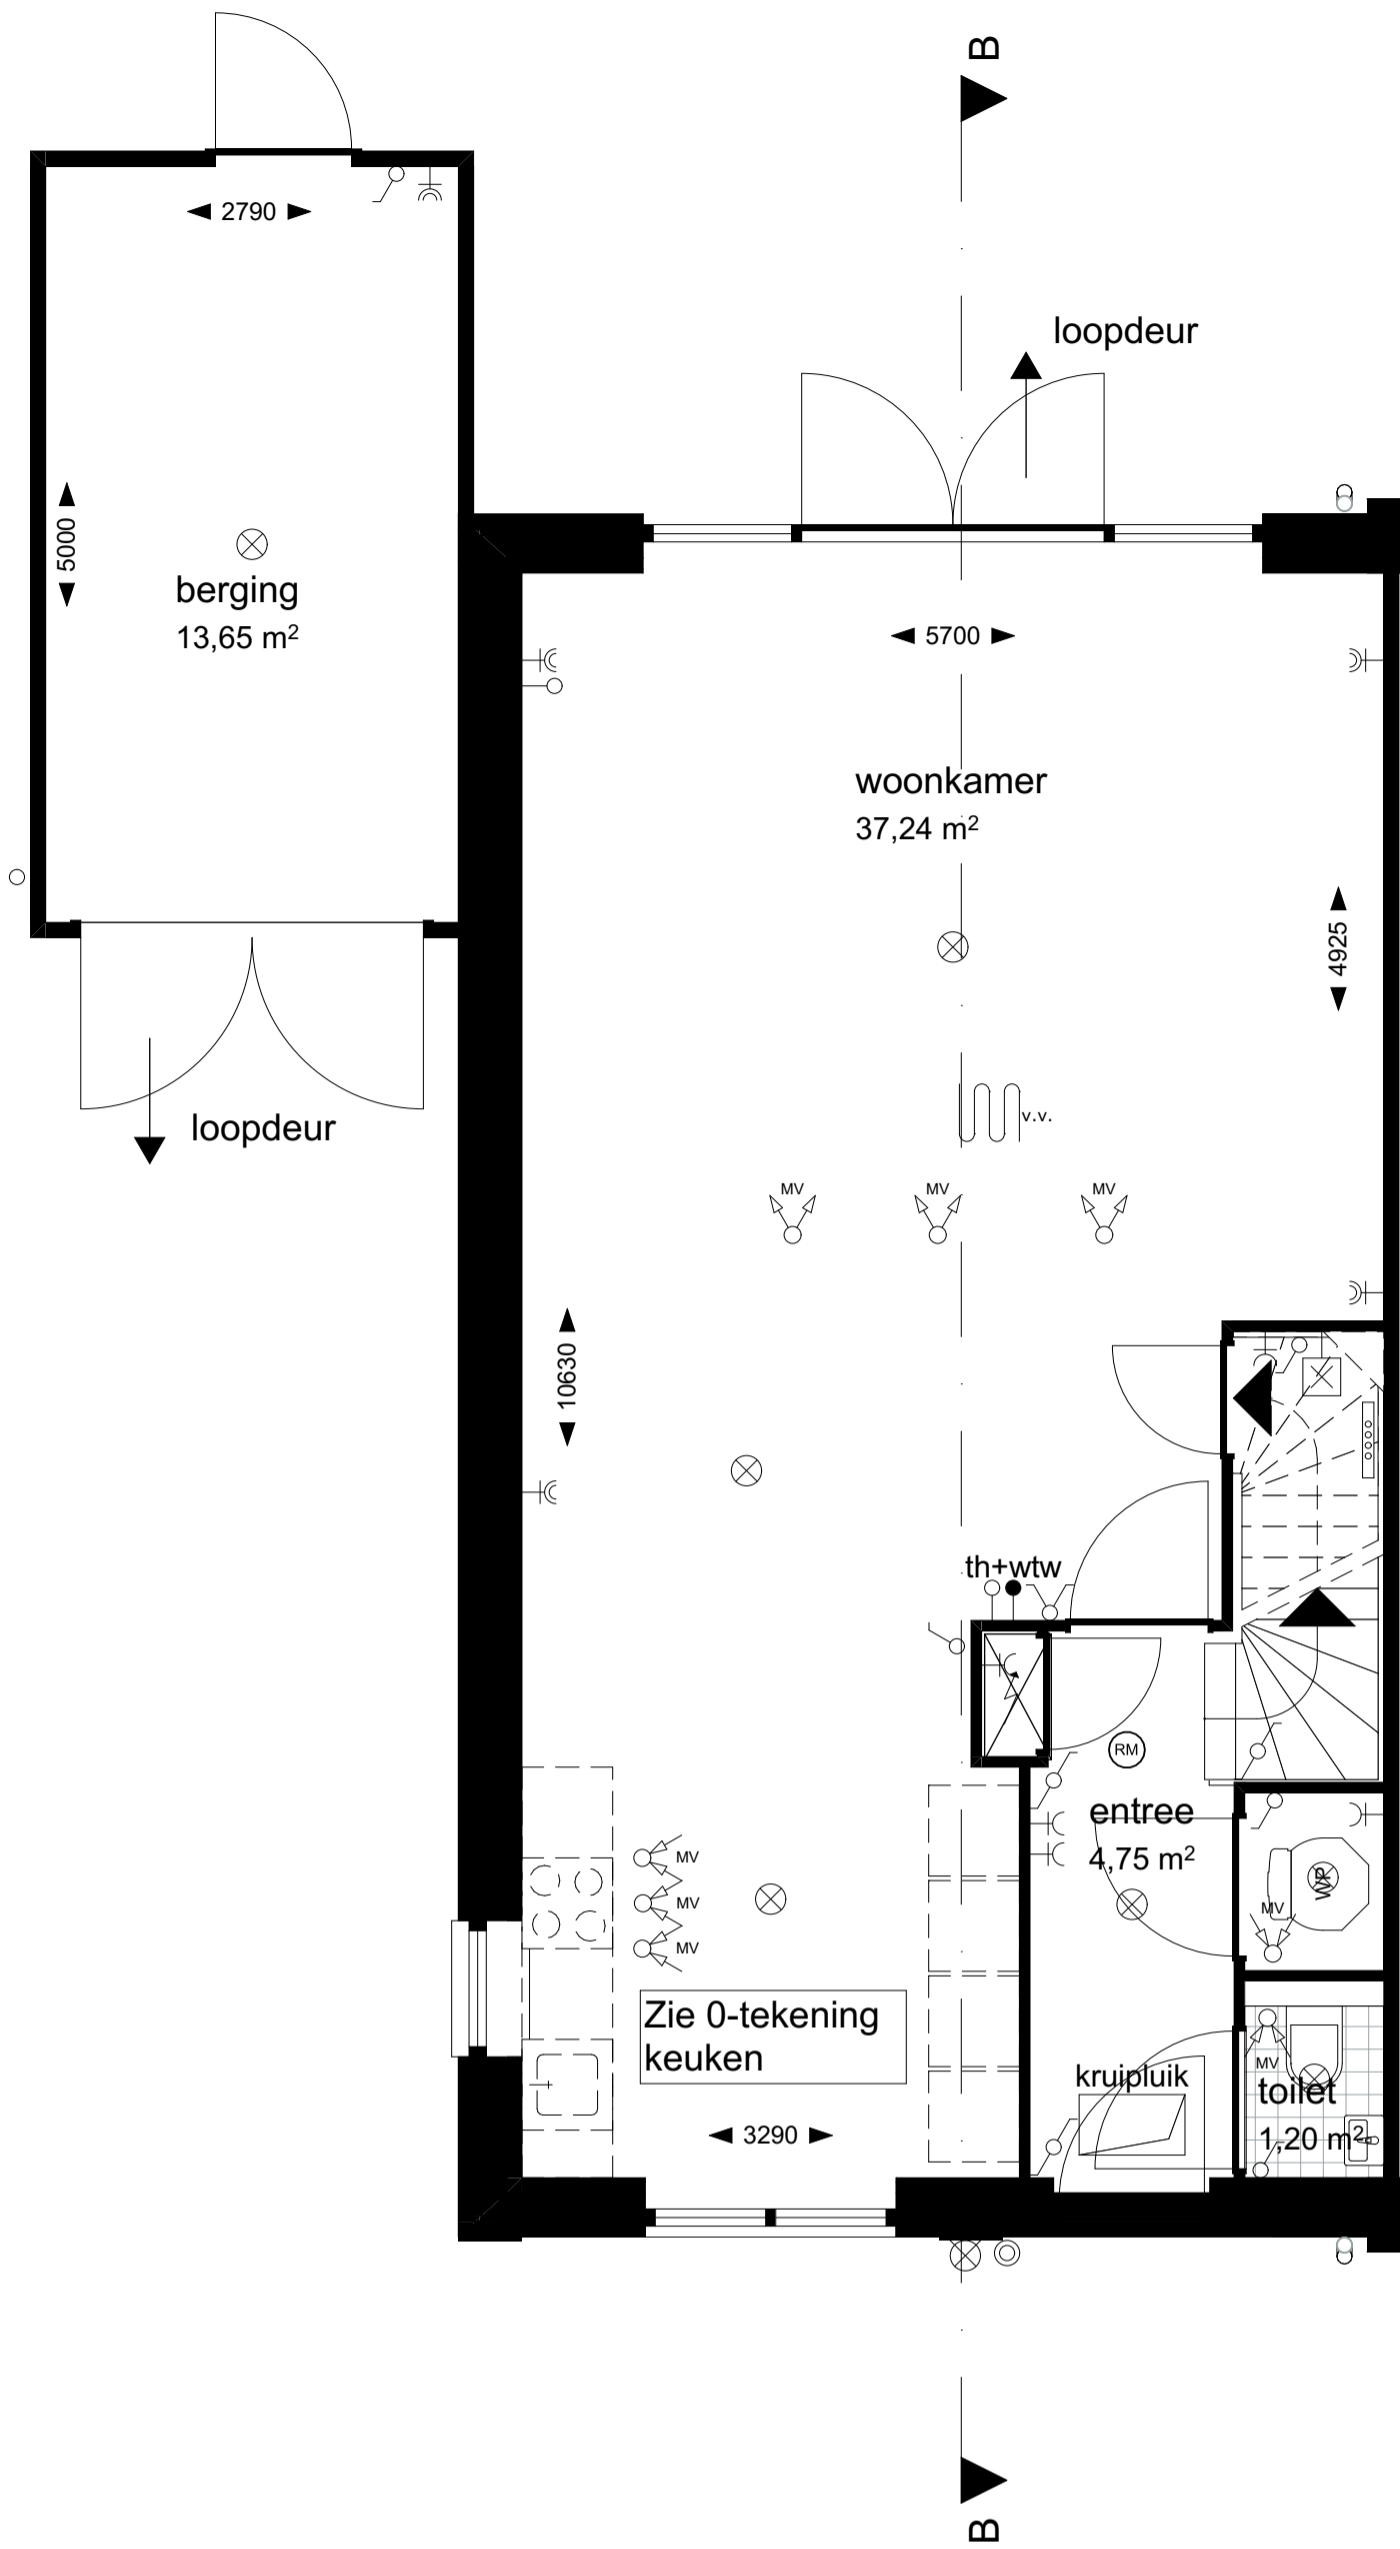 B
2790
loopdeur
5000
berging
13,65 m²
5700
woonkamer
37,24 m²
4925
loopdeur
v.v.
MV
MV
MV
10630
th+wtw
RM
entree
4,75 m²
MV
MV
MV
WP
MV
Zie 0-tekening
keuken
kruipluik
MV
toilet
1,20 m²
3290
B